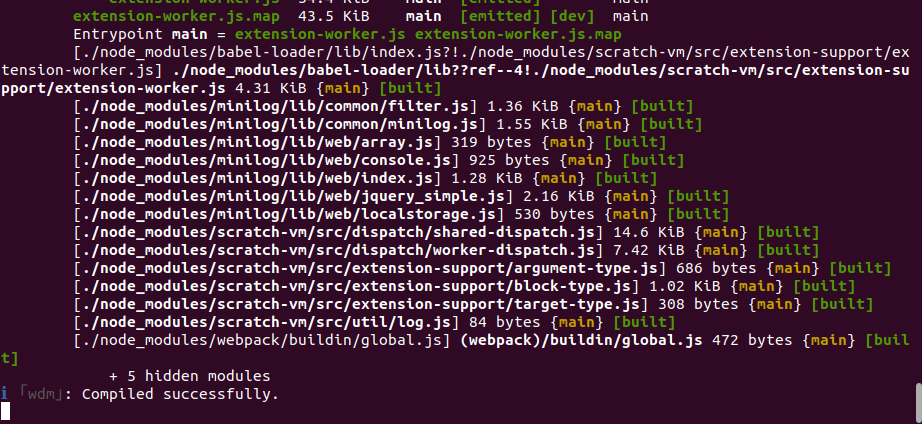 extension-worker.js 54.4 KiB main [emitted] main
extension-worker.js.map 43.5 KiB main [emitted] [dev] main
Entrypoint main = extension-worker.js extension-worker.js.map
[./node_modules/babel-loader/lib/index.js?!./node_modules/scratch-vm/src/extension-support/ex
tension-worker.js] ./node_modules/babel-loader/lib??ref--4!./node_modules/scratch-vm/src/extension-su
pport/extension-worker.js 4.31 KiB {main} [built]
[./node_modules/minilog/lib/common/filter.js] 1.36 KiB {main} [built]
[./node_modules/minilog/lib/common/minilog.js] 1.55 KiB {main} [built]
[./node_modules/minilog/lib/web/array.js] 319 bytes {main} [built]
[./node_modules/minilog/lib/web/console.js] 925 bytes {main} [built]
[./node_modules/minilog/lib/web/index.js] 1.28 KiB {main} [built]
[./node_modules/minilog/lib/web/jquery_simple.js] 2.16 KiB {main} [built]
[./node_modules/minilog/lib/web/localstorage.js] 530 bytes {main} [built]
[./node_modules/scratch-vm/src/dispatch/shared-dispatch.js] 14.6 KiB {main} [built]
[./node_modules/scratch-vm/src/dispatch/worker-dispatch.js] 7.42 KiB {main} [built]
[./node_modules/scratch-vm/src/extension-support/argument-type.js] 686 bytes {main} [built]
[./node_modules/scratch-vm/src/extension-support/block-type.js] 1.02 KiB {main} [built]
[./node_modules/scratch-vm/src/extension-support/target-type.js] 308 bytes {main} [built]
[./node_modules/scratch-vm/src/util/log.js] 84 bytes {main} [built]
[./node_modules/webpack/buildin/global.js] (webpack)/buildin/global.js 472 bytes {main} [buil
t]
+ 5 hidden modules
ℹ ｢wdm｣: Compiled successfully.